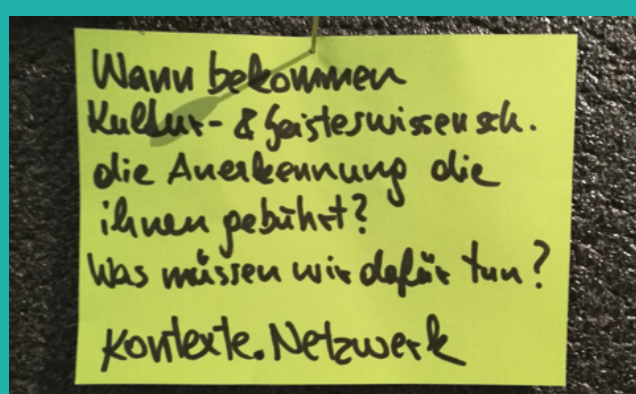 Wann bekommen
Kultur- & Geisteswissensch.
die Anerkennung die
ihnen gebührt?
Was müssen wir dafür tun?
Kontexte.Netzwerk